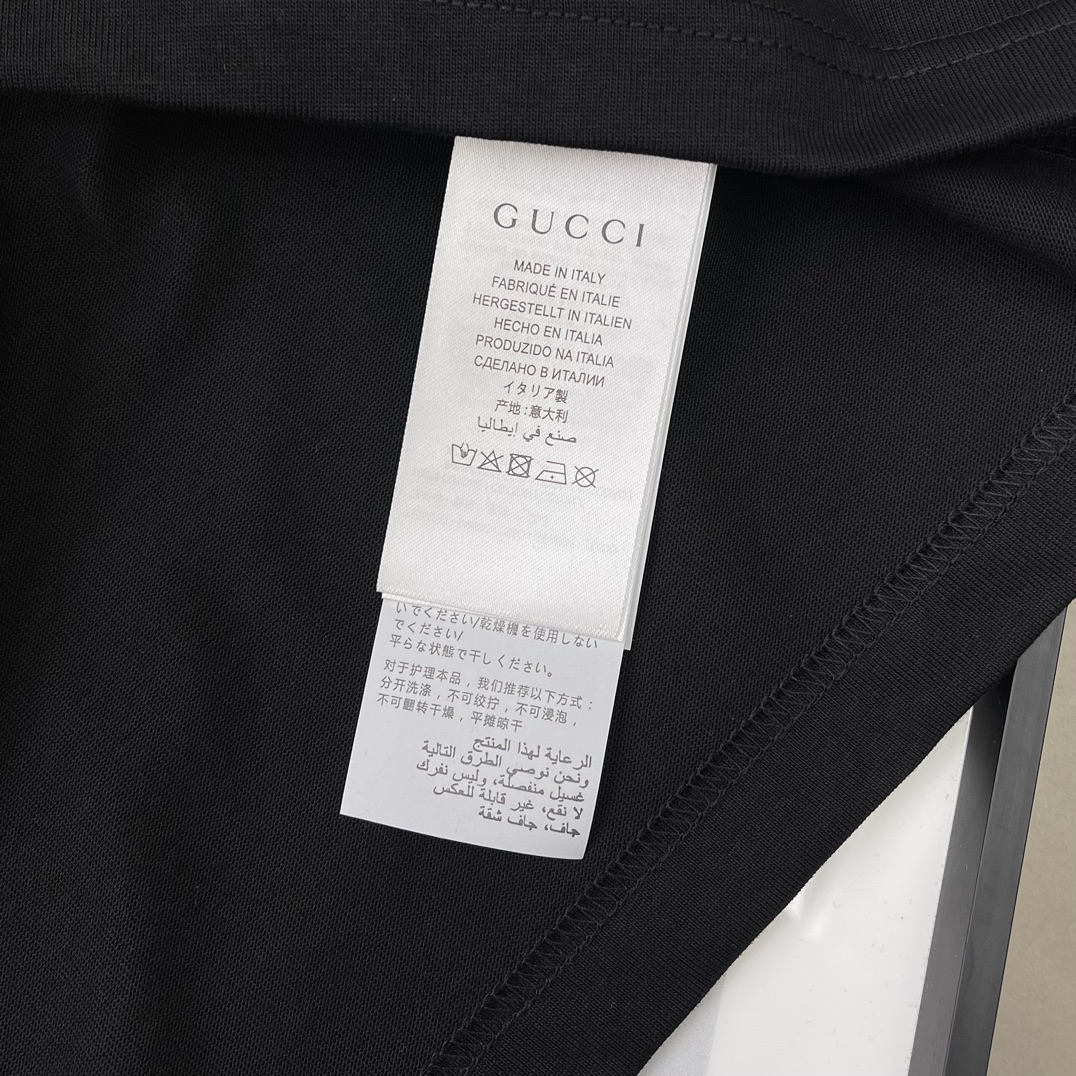 GUCCI
MADE IN ITALY
FABRIQUÉ EN ITALIE
HERGESTELLT IN ITALIEN
HECHO EN ITALIA
PRODUZIDO NA ITALIA
СДЕЛАНО В ИТАЛИИ
イタリア製
产地:意大利
صنع في إيطاليا
いでください/乾燥機を使用しない
でください/
平らな状態で干しください。
对于护理本品,我们推荐以下方式:
分开洗涤,不可绞拧,不可浸泡,
不可翻转干燥,平摊晾干
الرعاية لهذا المنتج
ونحن نوصي الطرق التالية
غسيل منفصلة، وليس نفرك
لا نقع، غير قابلة للعكس
جاف، جاف شقة